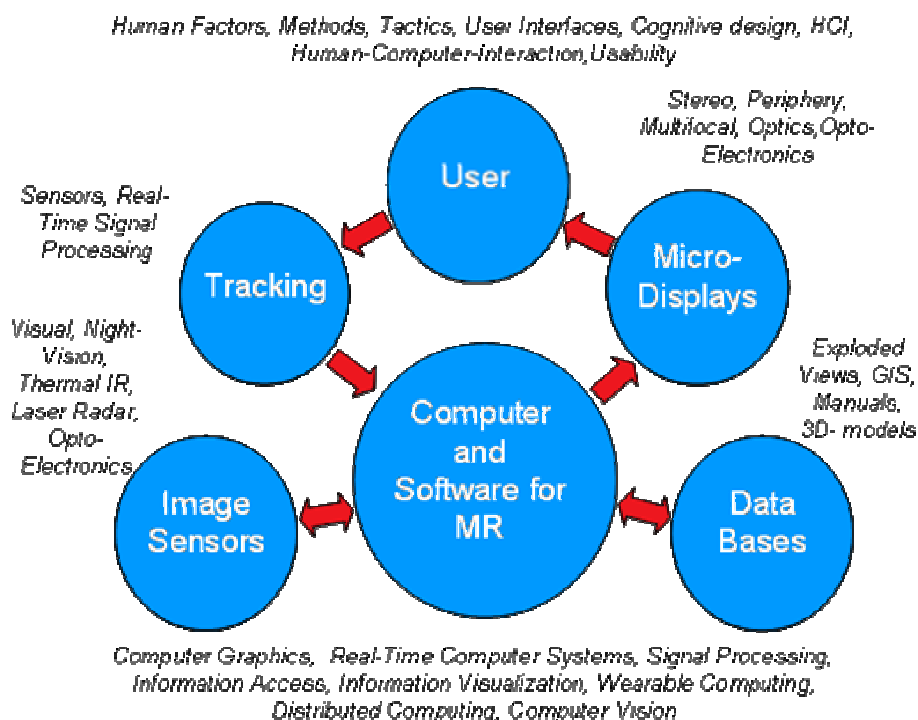 Human Factors, Methods, Tactics, User Interfaces, Cognitive design, HCI,
Human-Computer-Interaction,Usability
Stereo, Periphery,
Multifocal, Optics,Opto-
Electronics
User
Sensors, Real-
Time Signal
Processing
Tracking
Micro-
Displays
Visual, Night-
Vision,
Thermal IR,
Laser Radar,
Opto-
Electronics
Exploded
Views, GIS,
Manuals,
3D- models
Computer
and
Software for
MR
Image
Sensors
Data
Bases
Computer Graphics, Real-Time Computer Systems, Signal Processing,
Information Access, Information Visualization, Wearable Computing,
Distributed Computing, Computer Vision